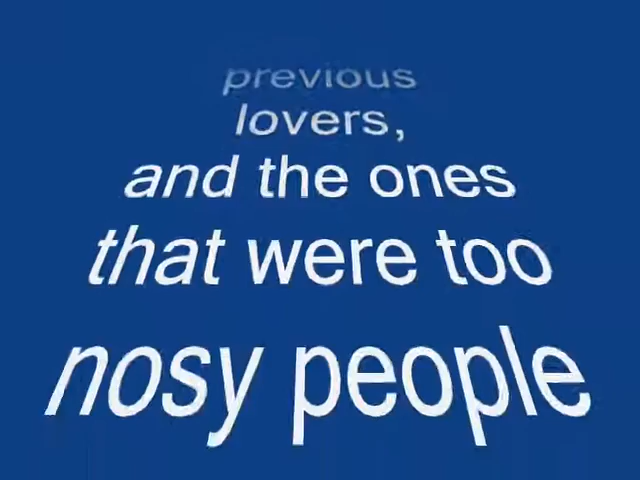 previous
lovers,
and the ones
that were too
nosy people